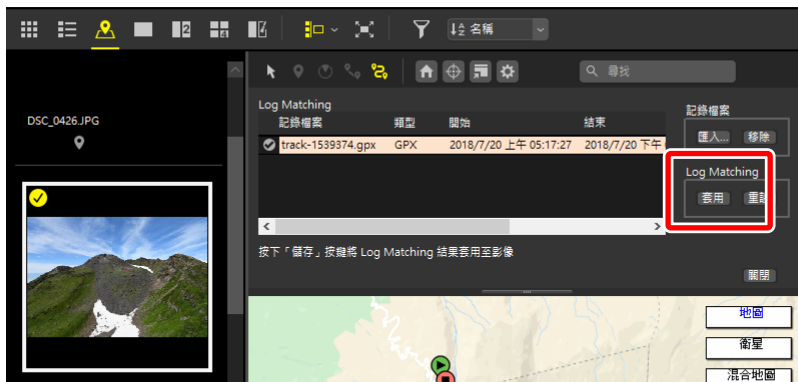 2
4
名稱
尋找
DSC_0426.JPG
Log Matching
記錄檔案 類型 開始 結束
track-1539374.gpx GPX 2018/7/20 上午 05:17:27 2018/7/20 下午
記錄檔案
匯入... 移除
Log Matching
套用
按下「儲存」按鍵將 Log Matching 結果套用至影像
關閉
地圖
衛星
混合地圖